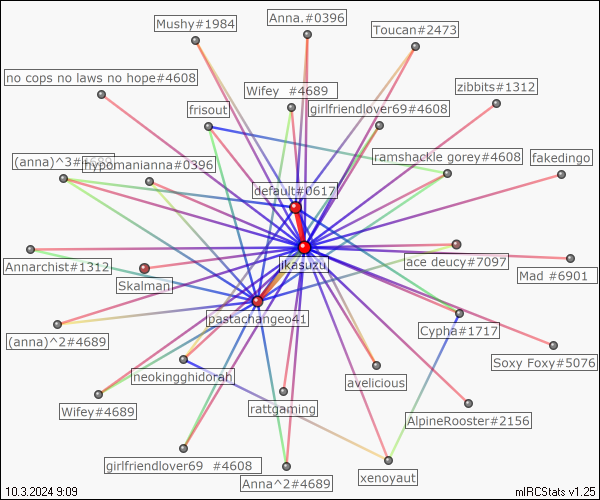 Mushy#1984
Anna.#0396
Toucan#2473
no cops no laws no hope#4608
Wifey #4689
zibbits#1312
frisout
girlfriendlover69#4608
(anna)^3#4689
hypomanianna#0396
ramshackle gorey#4608
fakedingo
default#0617
jikasuzu
ace deucy#7097
Annarchist#1312
Skalman
Mad #6901
pastachangeo41
Cypha#1717
(anna)^2#4689
Soxy Foxy#5076
neokingghidorah
avelicious
Wifey#4689
rattgaming
AlpineRooster#2156
girlfriendlover69 #4608
Anna^2#4689
xenoyaut
10.3.2024 9:09
mIRCStats v1.25